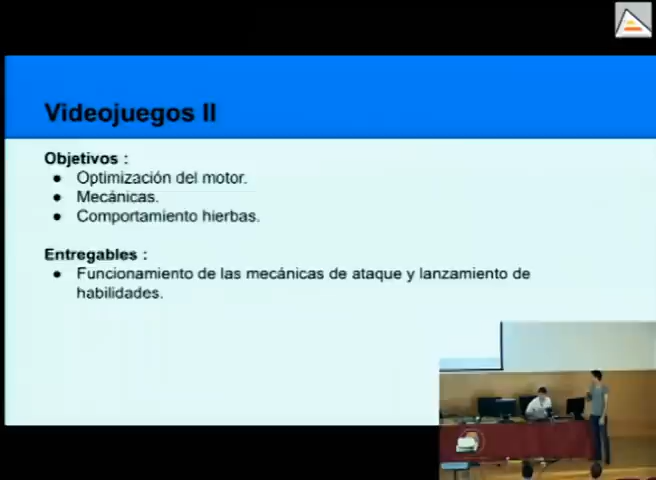 Videojuegos II
Objetivos :
● Optimización del motor.
● Mecánicas.
● Comportamiento hierbas.
Entregables :
● Funcionamiento de las mecánicas de ataque y lanzamiento de
habilidades.